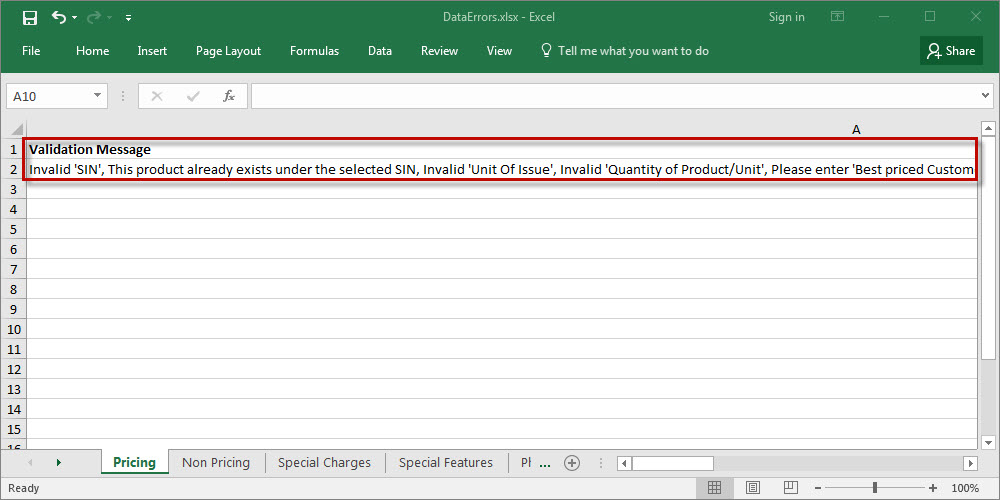 DataErrors.xlsx - Excel
Sign in
File Home Insert Page Layout Formulas Data Review View Tell me what you want to do Share
A10 fx
A
1 Validation Message
2 Invalid 'SIN', This product already exists under the selected SIN, Invalid 'Unit Of Issue', Invalid 'Quantity of Product/Unit', Please enter 'Best priced Custom
3
4
5
6
7
8
9
10
11
12
13
14
15
16
Pricing Non Pricing Special Charges Special Features Pl ...
Ready 100%